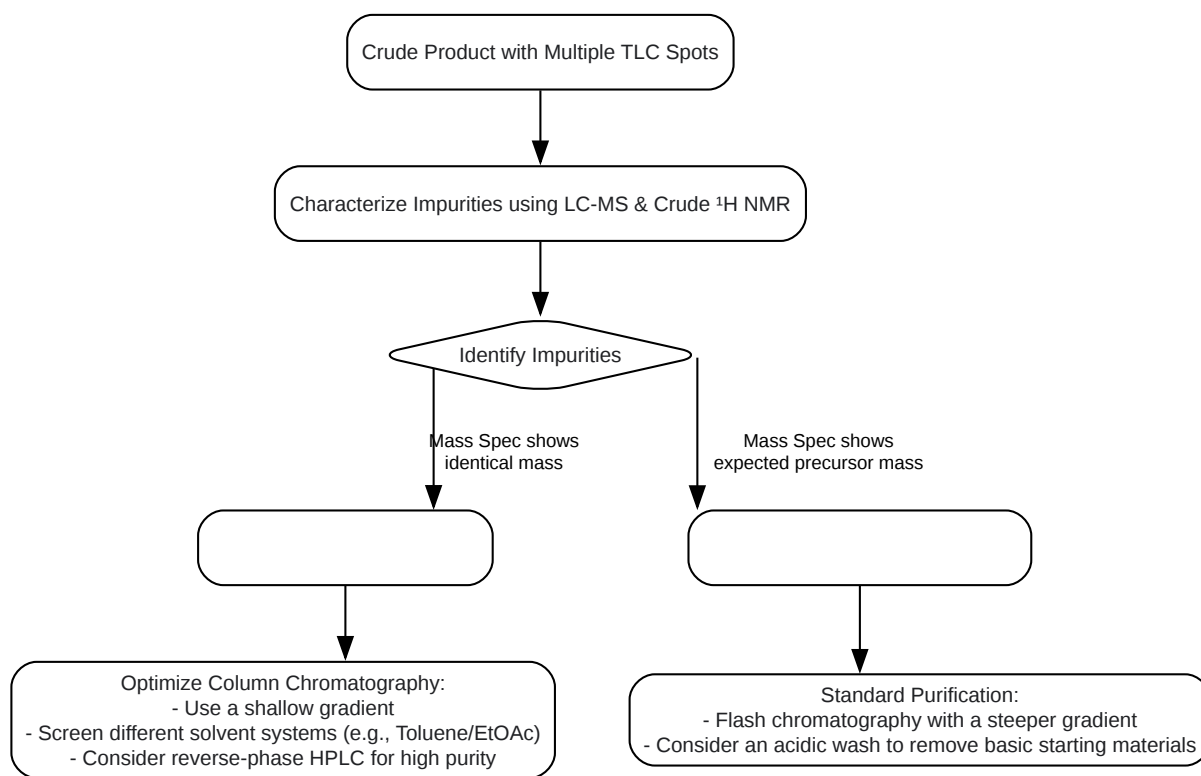 Crude Product with Multiple TLC Spots
Characterize Impurities using LC-MS & Crude ¹H NMR
Identify Impurities
Mass Spec shows
identical mass
Mass Spec shows
expected precursor mass
Optimize Column Chromatography:
- Use a shallow gradient
- Screen different solvent systems (e.g., Toluene/EtOAc)
- Consider reverse-phase HPLC for high purity
Standard Purification:
- Flash chromatography with a steeper gradient
- Consider an acidic wash to remove basic starting materials